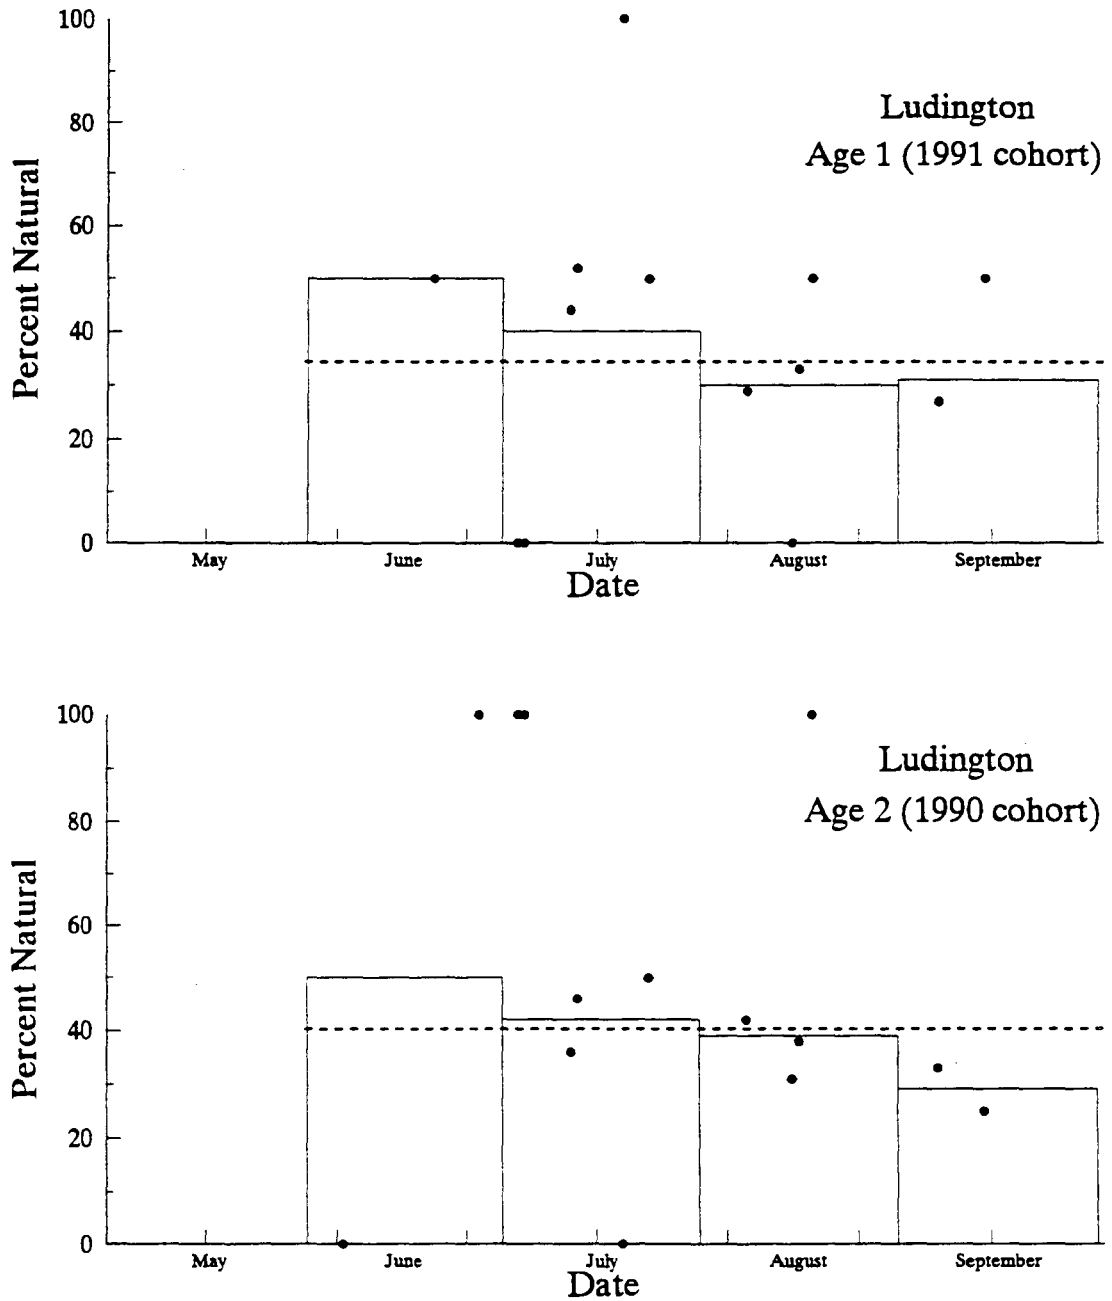 100
80
60
40
20
0
Percent Natural
Ludington
Age 1 (1991 cohort)
May June July August September
Date
100
80
60
40
20
0
Percent Natural
Ludington
Age 2 (1990 cohort)
May June July August September
Date